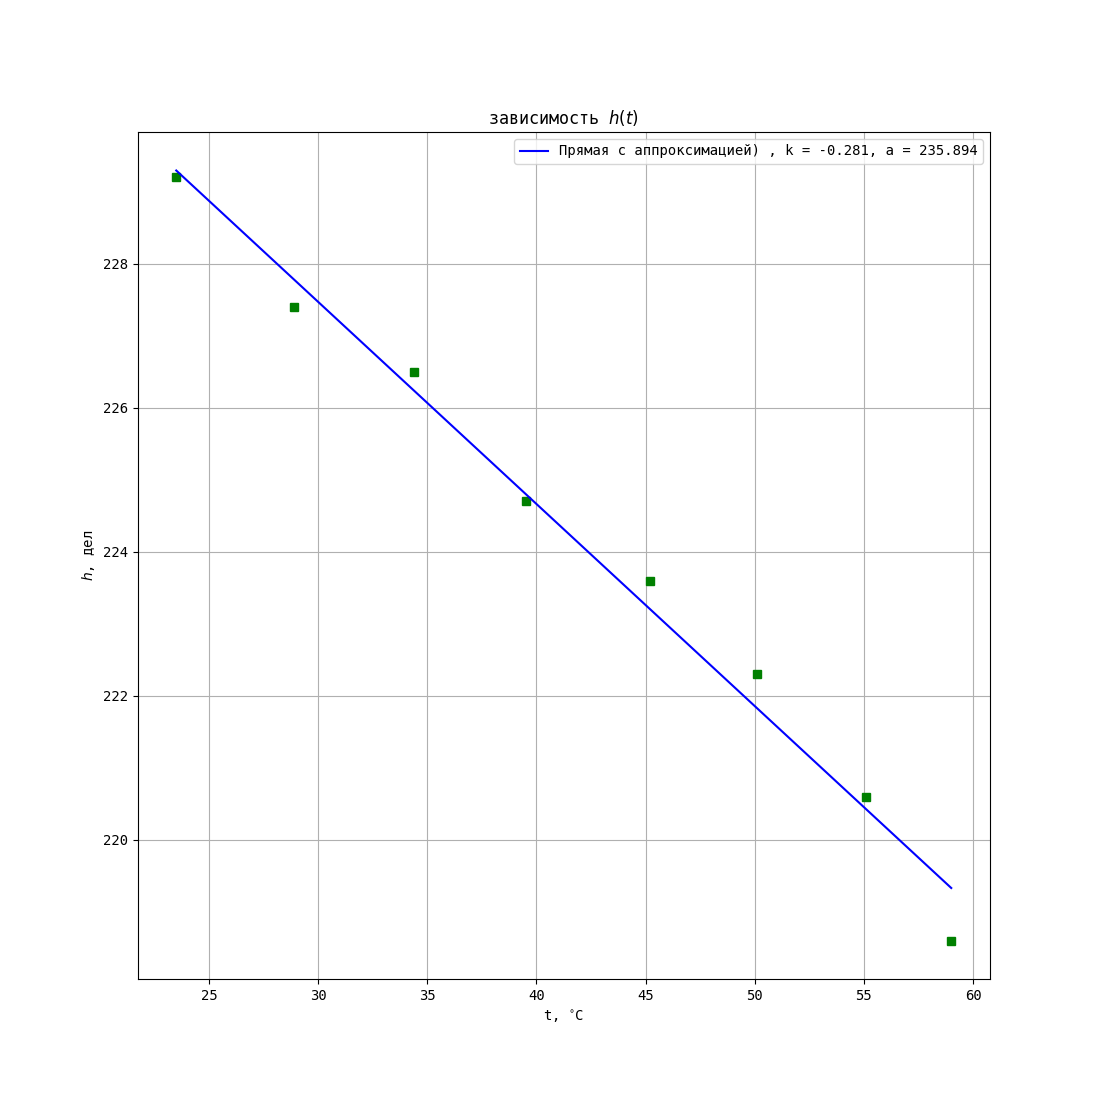 зависимость h(t)
Прямая с аппроксимацией) , k = -0.281, a = 235.894
h, дел
228
226
224
222
220
25 30 35 40 45 50 55 60
t, °C